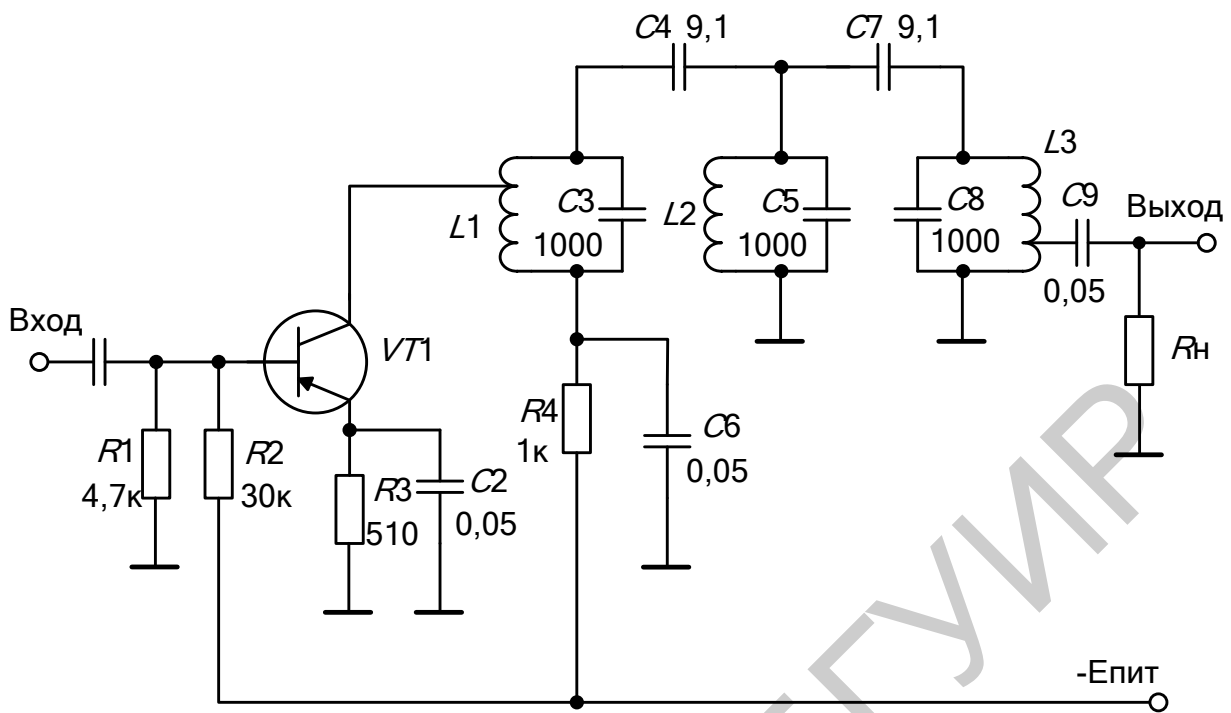 C4 9,1
C7 9,1
L3
C3
1000
L1
L2
C5
1000
C8
1000
C9
0,05
Выход
Вход
VT1
Rн
R4
1к
C6
0,05
R1
4,7к
R2
30к
R3
510
C2
0,05
-Епит
БГУИР